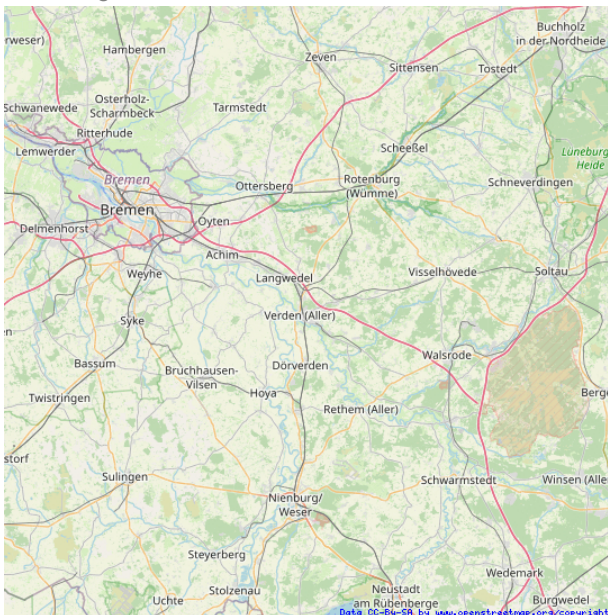 Buchholz
in der Nordheide
rweser)
Hambergen
Zeven
Sittensen
Tostedt
Schwanewede
Osterholz-
Scharmbeck
Tarmstedt
Ritterhude
Lemwerder
Scheeßel
Luneburg
Heide
Bremen
Ottersberg
Rotenburg
(Wümme)
Schneverdingen
Bremen
Oyten
Delmenhorst
Achim
Weyhe
Langwedel
Visselhövede
Soltau
Verden (Aller)
Syke
Walsrode
Bassum
Bruchhausen-
Vilsen
Dörverden
Hoya
Twistringen
Rethem (Aller)
Berge
storf
Sulingen
Schwarmstedt
Winsen (Alle
Nienburg/
Weser
Steyerberg
Wedemark
Stolzenau
Uchte
Neustadt
am Rübenberge
Burgwedel
Data CC-By-SA by www.openstreetmap.org/copyright